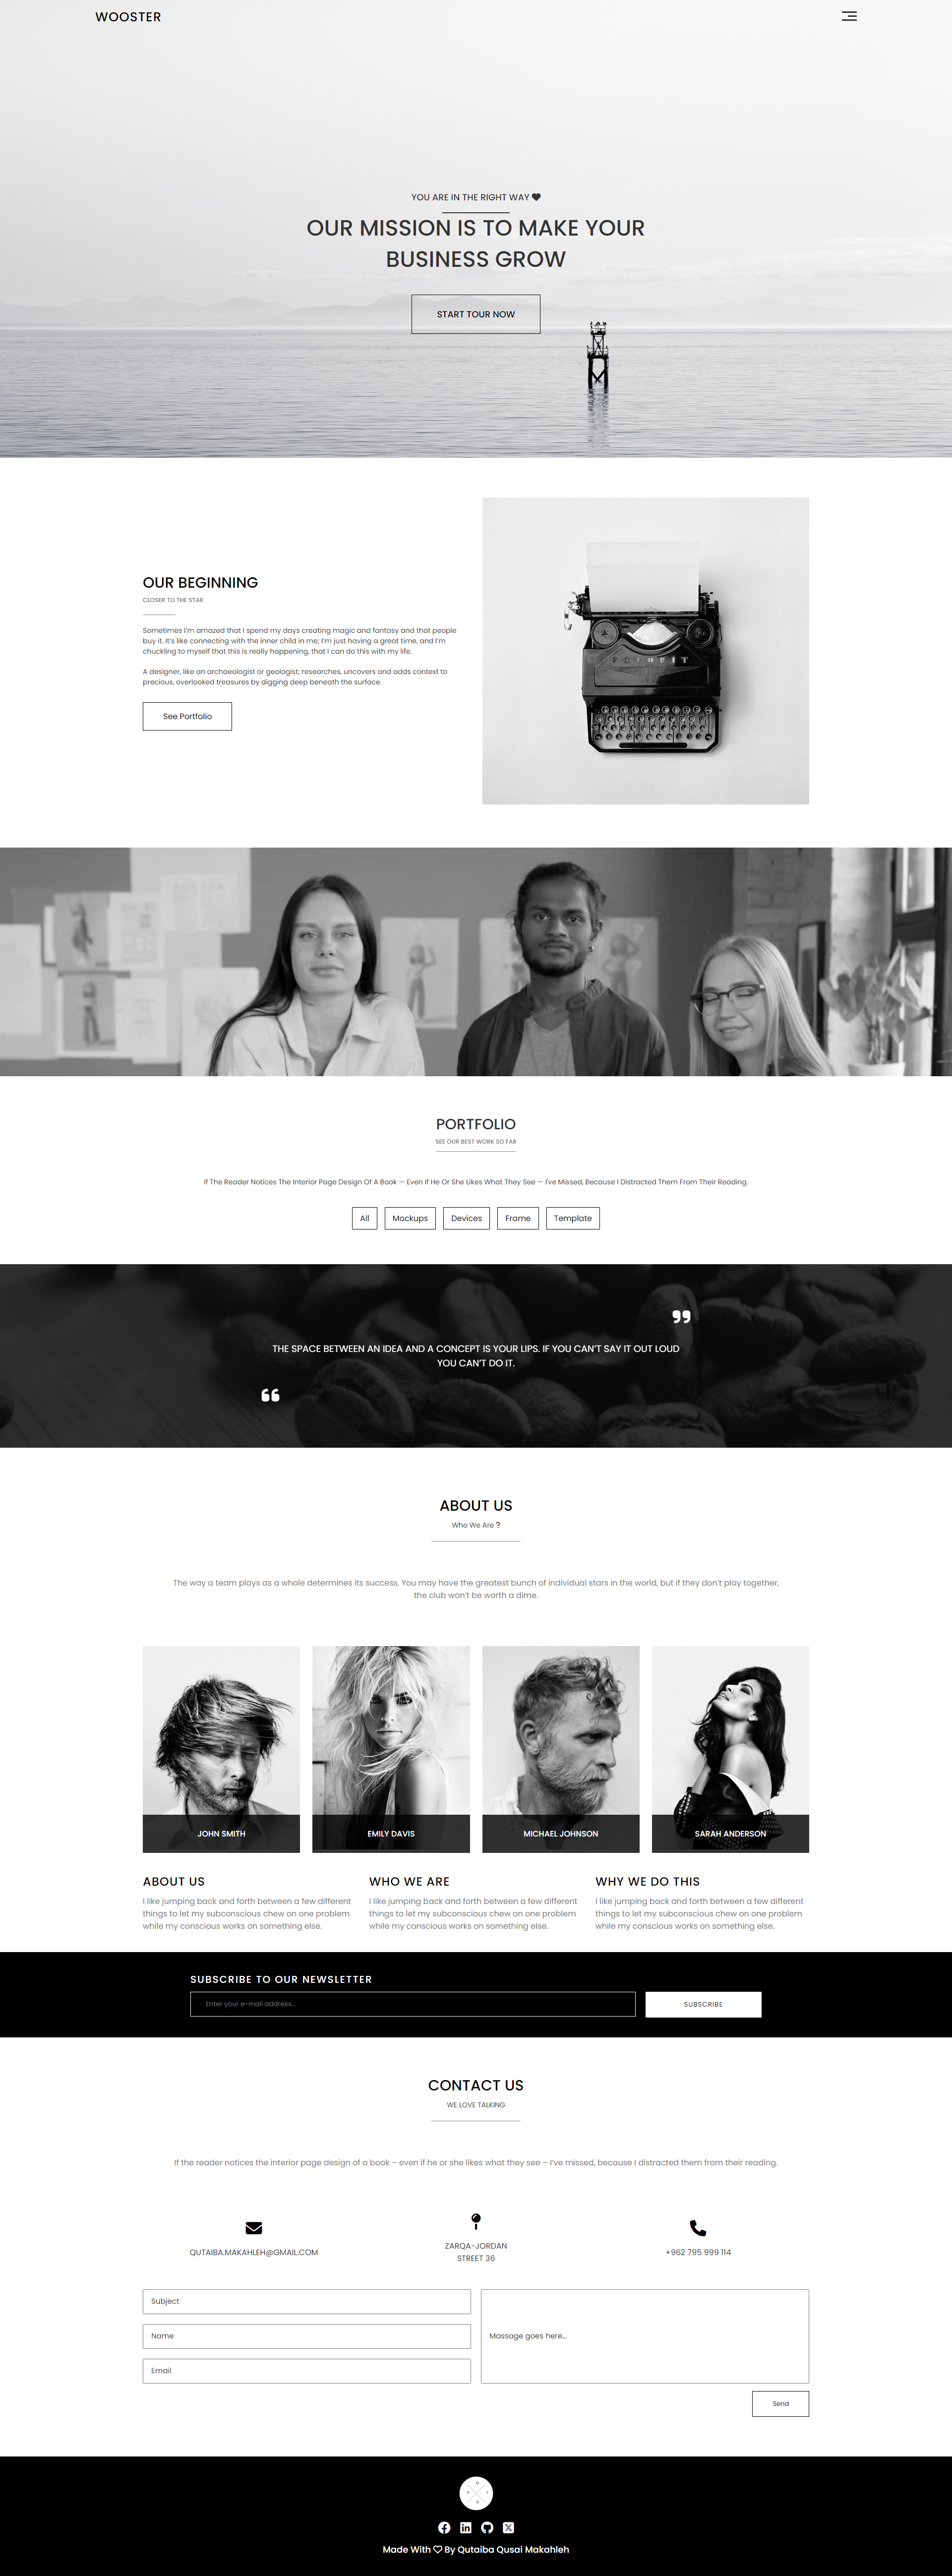 WOOSTER
YOU ARE IN THE RIGHT WAY
OUR MISSION IS TO MAKE YOUR
BUSINESS GROW
START TOUR NOW
OUR BEGINNING
CLOSER TO THE STAR
Sometimes I'm amazed that I spend my days creating magic and fantasy and that people
buy it. It's like connecting with the inner child in me; I'm just having a great time, and I'm
chuckling to myself that this is really happening, that I can do this with my life.
A designer, like an archaeologist or geologist; researches, uncovers and adds context to
precious, overlooked treasures by digging deep beneath the surface.
See Portfolio
PORTFOLIO
SEE OUR BEST WORK SO FAR
If The Reader Notices The Interior Page Design Of A Book — Even If He Or She Likes What They See — I've Missed, Because I Distracted Them From Their Reading.
All
Mockups
Devices
Frame
Template
THE SPACE BETWEEN AN IDEA AND A CONCEPT IS YOUR LIPS. IF YOU CAN'T SAY IT OUT LOUD
YOU CAN'T DO IT.
ABOUT US
Who We Are ?
The way a team plays as a whole determines its success. You may have the greatest bunch of individual stars in the world, but if they don't play together,
the club won't be worth a dime.
JOHN SMITH
EMILY DAVIS
MICHAEL JOHNSON
SARAH ANDERSON
ABOUT US
I like jumping back and forth between a few different
things to let my subconscious chew on one problem
while my conscious works on something else.
WHO WE ARE
I like jumping back and forth between a few different
things to let my subconscious chew on one problem
while my conscious works on something else.
WHY WE DO THIS
I like jumping back and forth between a few different
things to let my subconscious chew on one problem
while my conscious works on something else.
SUBSCRIBE TO OUR NEWSLETTER
Enter your e-mail address...
SUBSCRIBE
CONTACT US
WE LOVE TALKING
If the reader notices the interior page design of a book – even if he or she likes what they see – I've missed, because I distracted them from their reading.
QUTAIBA.MAKAHLEH@GMAIL.COM
ZARQA-JORDAN
STREET 36
+962 795 999 114
Subject
Name
Email
Massage goes here...
Send
Made With By Qutaiba Qusai Makahleh